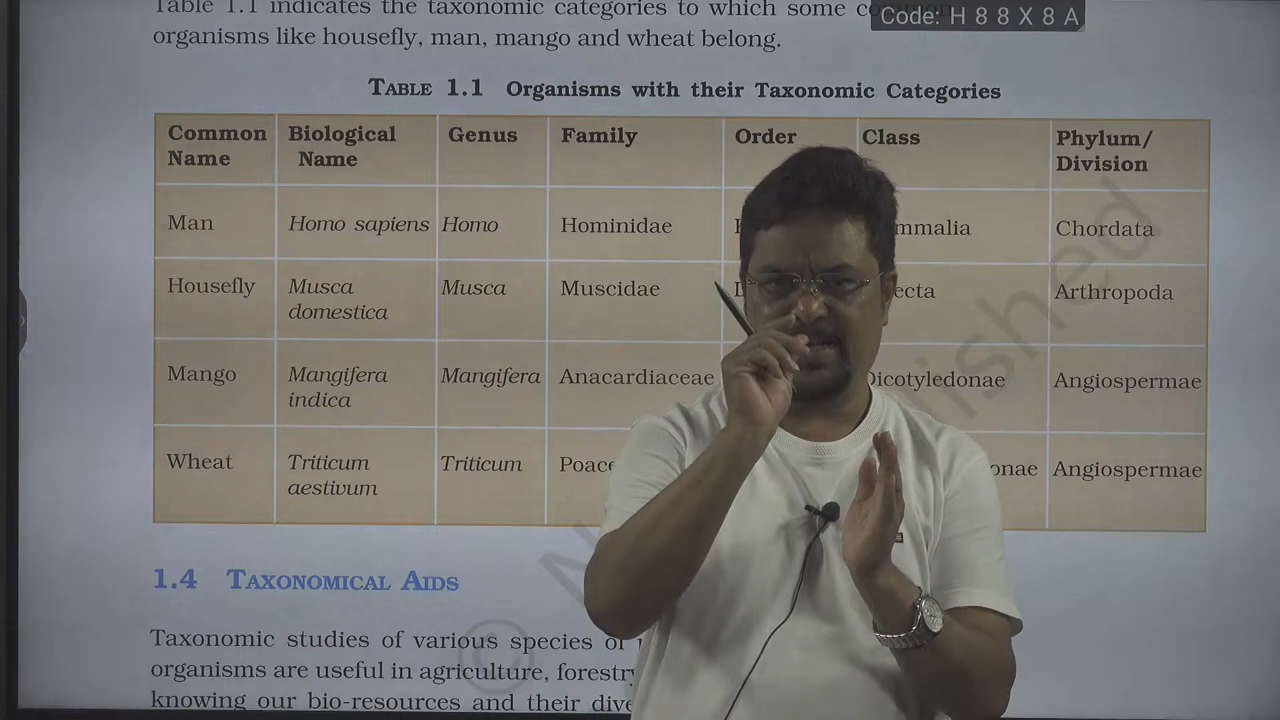 Table 1.1 indicates the taxonomic categories to which some
Code: H 8 8 X 8 A
organisms like housefly, man, mango and wheat belong.
TABLE 1.1 Organisms with their Taxonomic Categories
Common Name Biological Name Genus Family Order Class Phylum/ Division
Man Homo sapiens Homo Hominidae Chordata
Housefly Musca domestica Musca Muscidae Arthropoda
Mango Mangifera indica Mangifera Anacardiaceae Dicotyledonae Angiospermae
Wheat Triticum aestivum Triticum Angiospermae
1.4 TAXONOMICAL AIDS
Taxonomic studies of various species of
organisms are useful in agriculture,
knowing our bio-resources and their